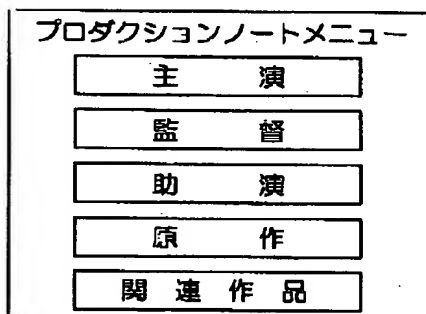 プロダクションノートメニュー
主　演
監　督
助　演
原　作
関連作品